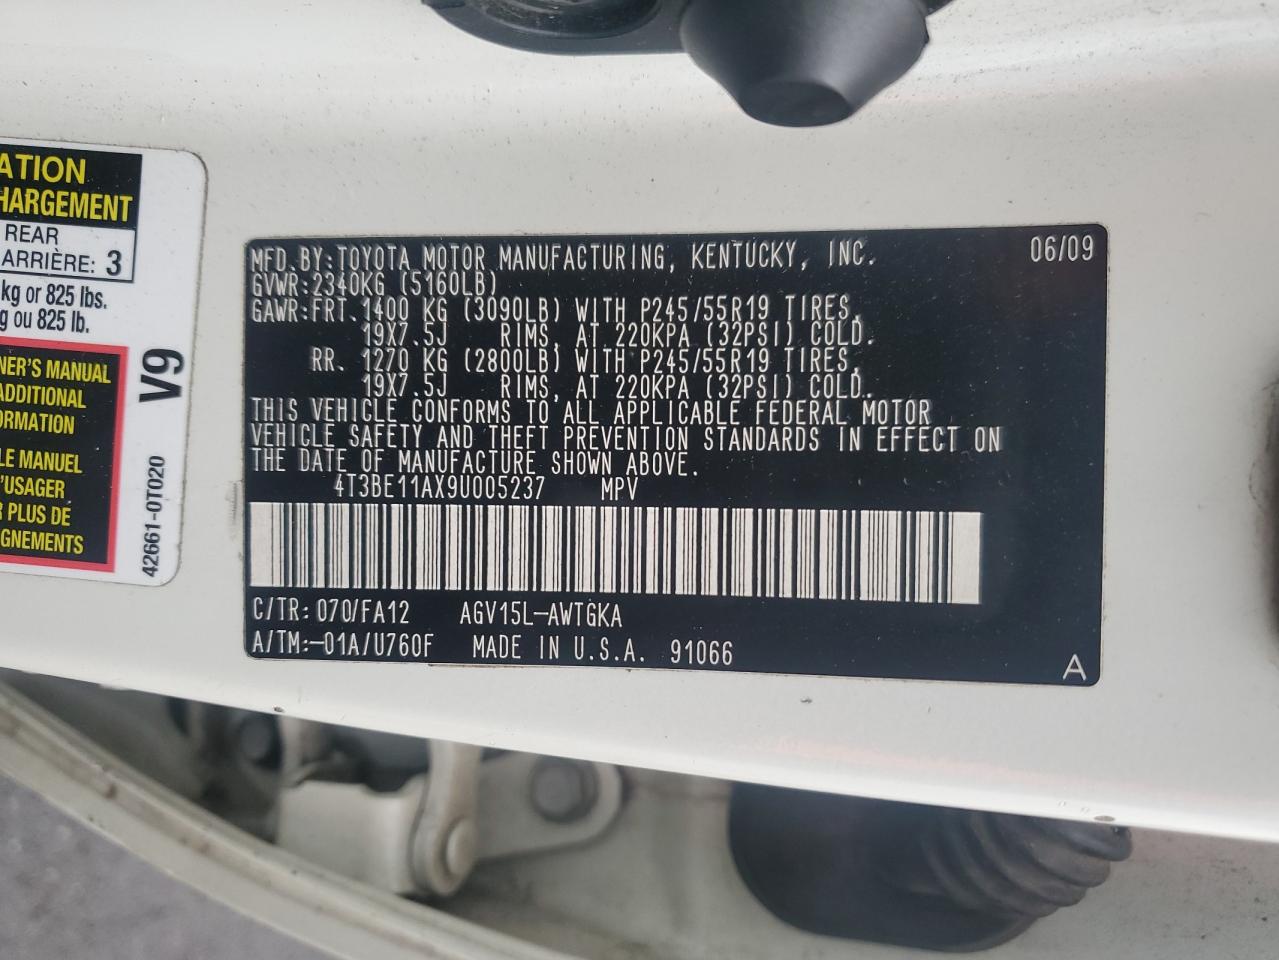 ATION
HARGEMENT
REAR
ARRIÈRE: 3
kg or 825 lbs.
g ou 825 lb.
NER'S MANUAL
ADDITIONAL
ORMATION
LE MANUEL
'USAGER
R PLUS DE
GNEMENTS
V9
42661-0T020
MFD.BY:TOYOTA MOTOR MANUFACTURING, KENTUCKY, INC. 06/09
GVWR:2340KG (5160LB)
GAWR:FRT.1400 KG (3090LB) WITH P245/55R19 TIRES,
19X7.5J RIMS, AT 220KPA (32PSI) COLD.
RR. 1270 KG (2800LB) WITH P245/55R19 TIRES,
19X7.5J RIMS, AT 220KPA (32PSI) COLD.
THIS VEHICLE CONFORMS TO ALL APPLICABLE FEDERAL MOTOR
VEHICLE SAFETY AND THEFT PREVENTION STANDARDS IN EFFECT ON
THE DATE OF MANUFACTURE SHOWN ABOVE.
4T3BE11AX9U005237 MPV
C/TR: 070/FA12 AGV15L-AWTGKA
A/TM:-01A/U760F MADE IN U.S.A. 91066
A